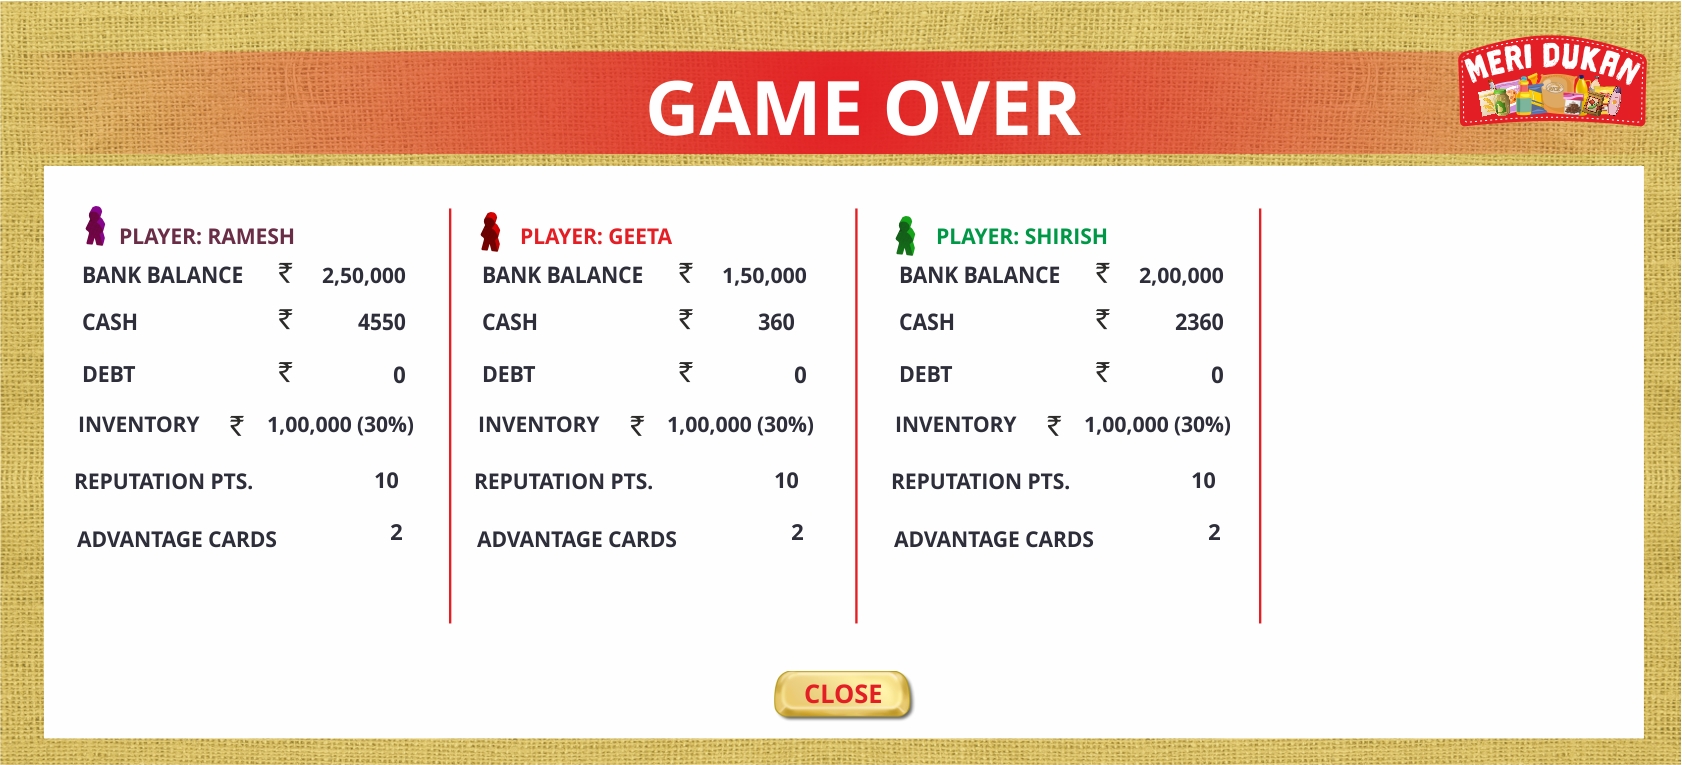 GAME OVER
MERI DUKAN
PLAYER: RAMESH
BANK BALANCE ₹ 2,50,000
CASH ₹ 4550
DEBT ₹ 0
INVENTORY ₹ 1,00,000 (30%)
REPUTATION PTS. 10
ADVANTAGE CARDS 2
PLAYER: GEETA
BANK BALANCE ₹ 1,50,000
CASH ₹ 360
DEBT ₹ 0
INVENTORY ₹ 1,00,000 (30%)
REPUTATION PTS. 10
ADVANTAGE CARDS 2
PLAYER: SHIRISH
BANK BALANCE ₹ 2,00,000
CASH ₹ 2360
DEBT ₹ 0
INVENTORY ₹ 1,00,000 (30%)
REPUTATION PTS. 10
ADVANTAGE CARDS 2
CLOSE